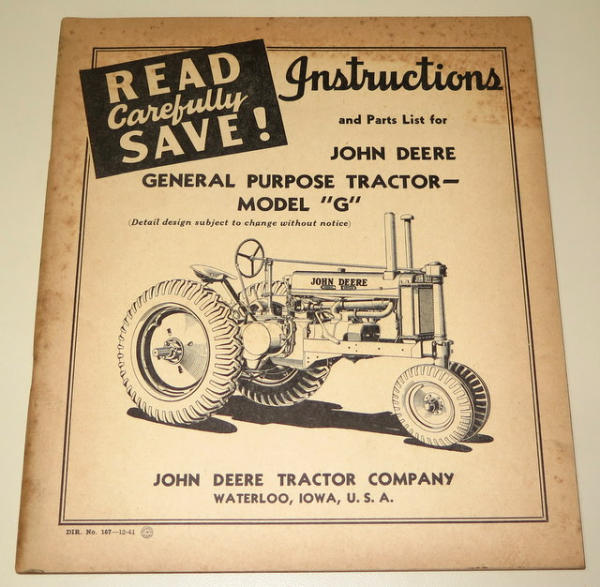 READ
Carefully
SAVE!
Instructions
and Parts List for
JOHN DEERE
GENERAL PURPOSE TRACTOR—
MODEL "G"
(Detail design subject to change without notice)
JOHN DEERE
JOHN DEERE TRACTOR COMPANY
WATERLOO, IOWA, U. S. A.
DIR. No. 167—12-41